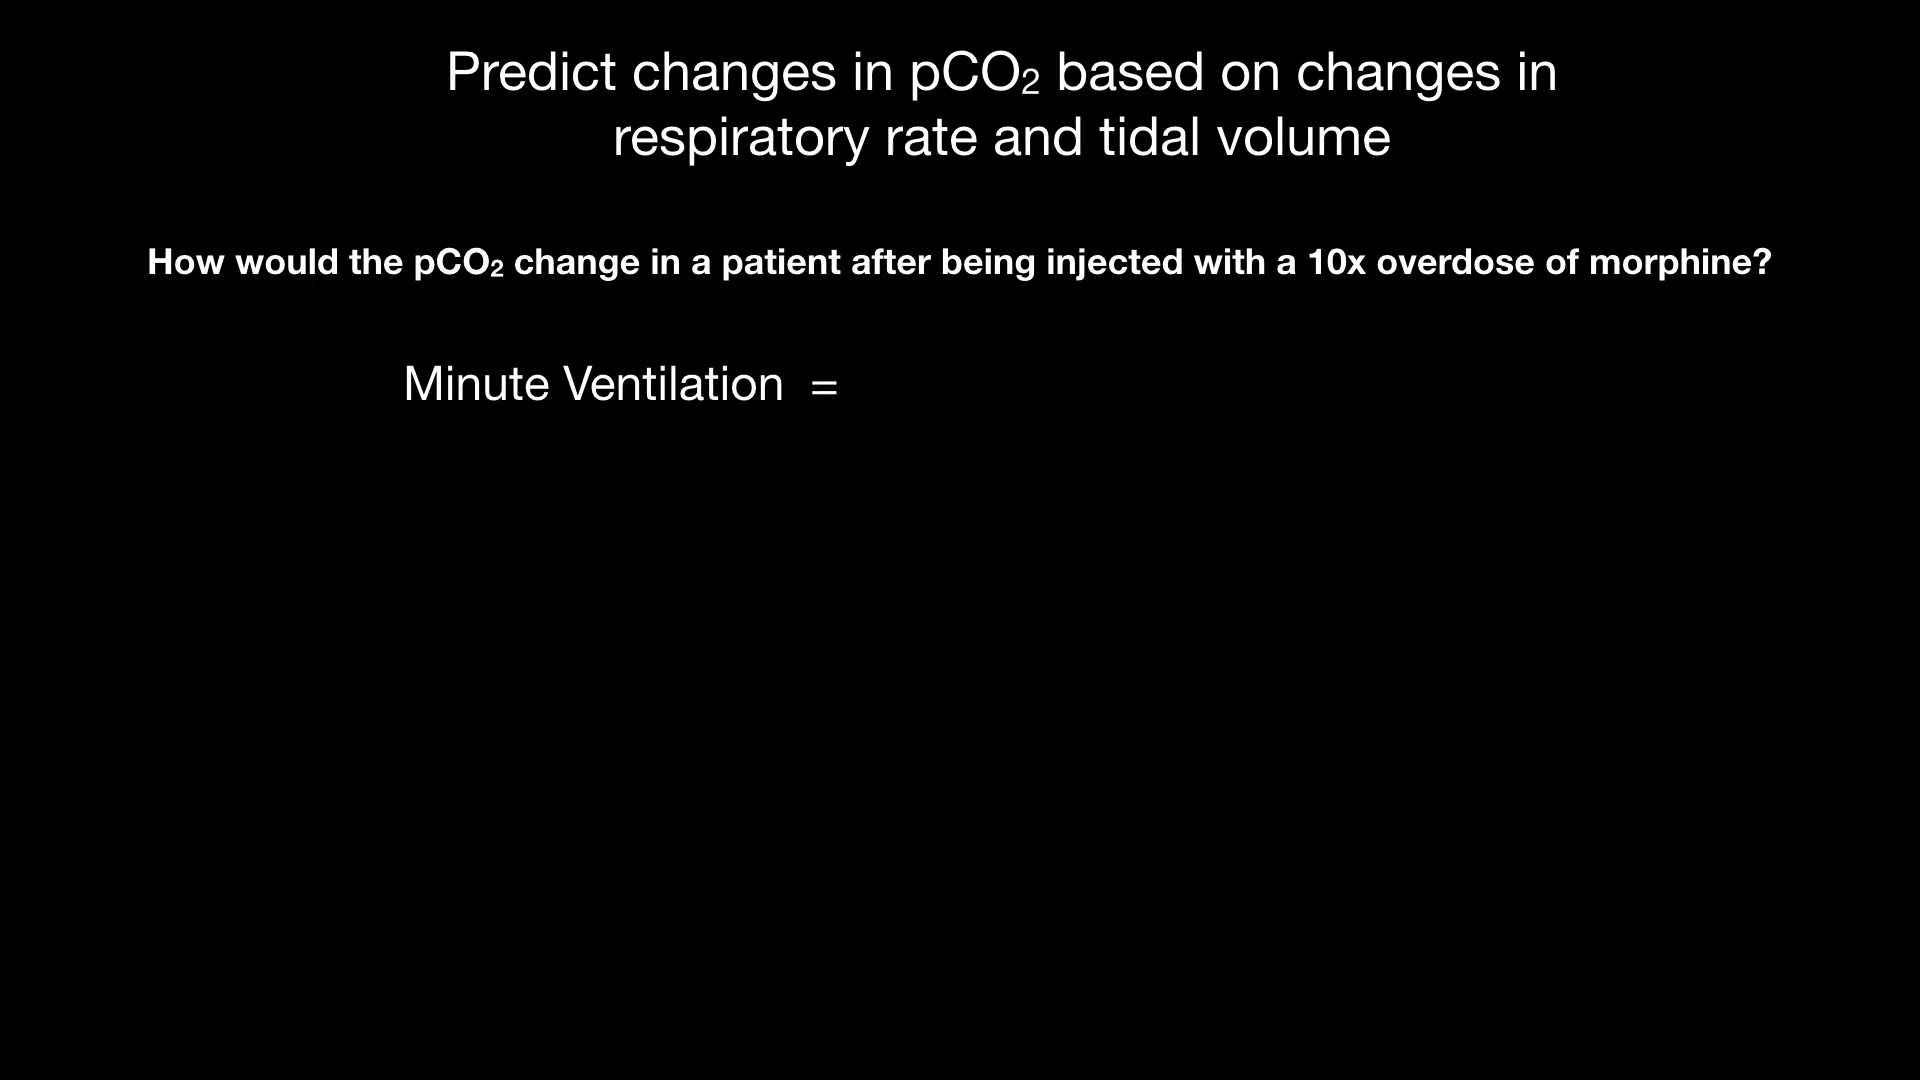 Predict changes in pCO₂ based on changes in
respiratory rate and tidal volume
How would the pCO₂ change in a patient after being injected with a 10x overdose of morphine?
Minute Ventilation =